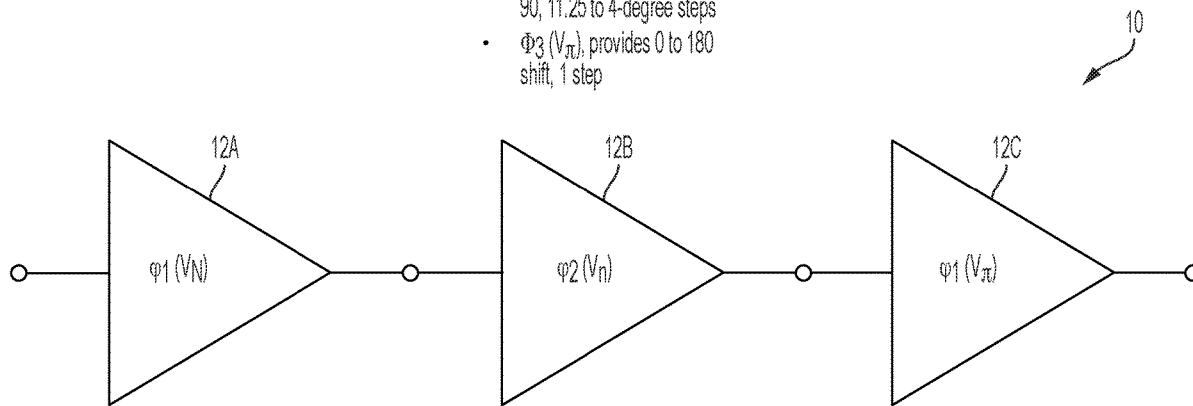 90, 11.25 to 4-degree steps
• Φ3 (Vπ), provides 0 to 180
shift, 1 step
10
12A
12B
12C
φ1 (VN)
φ2 (Vn)
φ1 (Vπ)